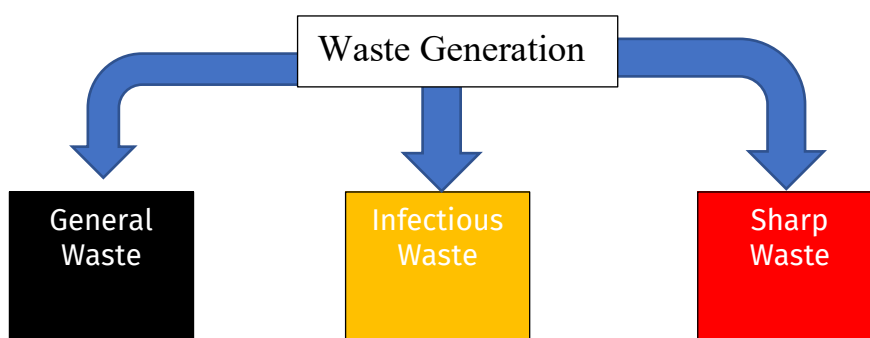 Waste Generation
General
Waste
Infectious
Waste
Sharp
Waste